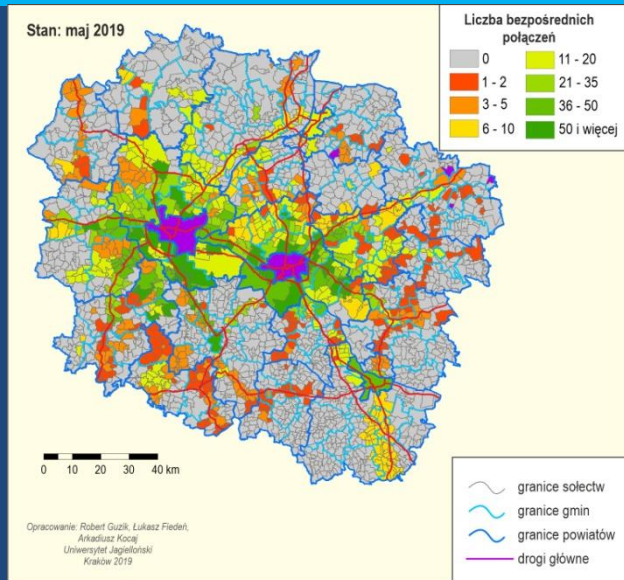 Stan: maj 2019
Liczba bezpośrednich
połączeń
0
1 - 2
3 - 5
6 - 10
11 - 20
21 - 35
36 - 50
50 i więcej
0 10 20 30 40 km
Opracowanie: Robert Guzik, Łukasz Fiedeń,
Arkadiusz Kocaj
Uniwersytet Jagielloński
Kraków 2019
granice sołectw
granice gmin
granice powiatów
drogi główne